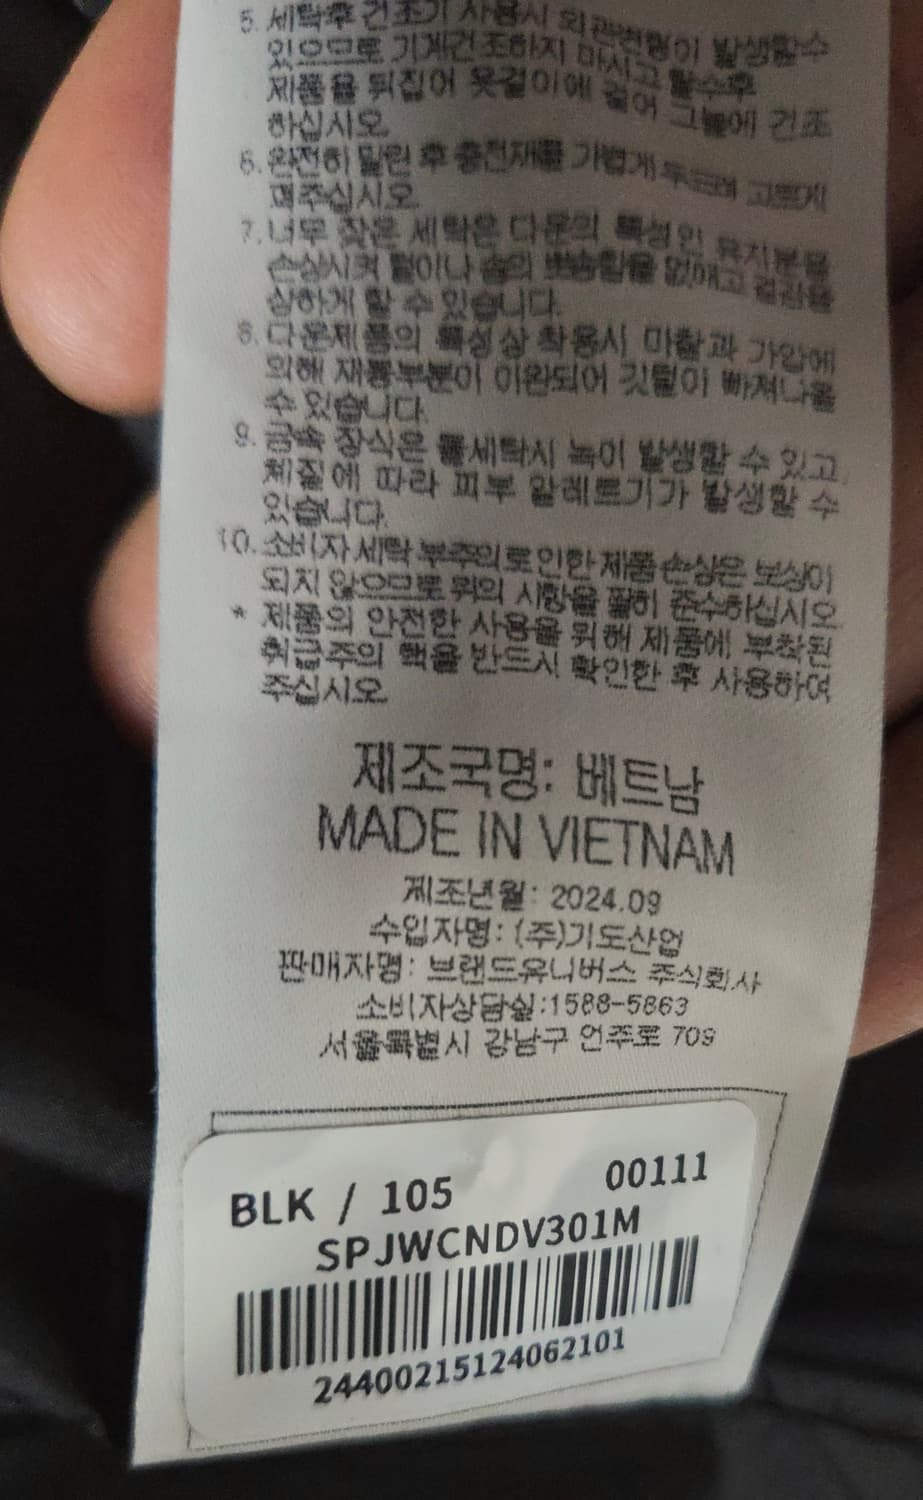 5. 세탁후 건조기 사용시 외관변형이 발생할수
있으므로 기계건조하지 마시고 탈수후
제품을 뒤집어 옷걸이에 걸어 그늘에 건조
하십시오.
6. 완전히 말린 후 충전재를 가볍게 두드려 고르게
펴주십시오.
7. 너무 잦은 세탁은 다운의 특성인 유지분을
손상시켜 털이나 솜의 뽀송함을 없애고 엉킴을
심하게 할 수 있습니다.
8. 다운제품의 특성상 착용시 마찰과 가압에
의해 재봉부분이 이완되어 깃털이 빠져나올
수 있습니다.
9. 금속 장식은 물세탁시 녹이 발생할 수 있고
체질에 따라 피부 알레르기가 발생할 수
있습니다.
10. 소비자 세탁 부주의로 인한 제품 손상은 보상이
되지 않으므로 위의 사항을 필히 준수하십시오.
* 제품의 안전한 사용을 위해 제품에 부착된
취급주의 택을 반드시 확인한 후 사용하여
주십시오.
제조국명: 베트남
MADE IN VIETNAM
제조년월: 2024.09
수입자명: (주)기도산업
판매자명: 브랜드유니버스 주식회사
소비자상담실:1588-5863
서울특별시 강남구 언주로 709
BLK / 105 00111
SPJWCNDV301M
24400215124062101